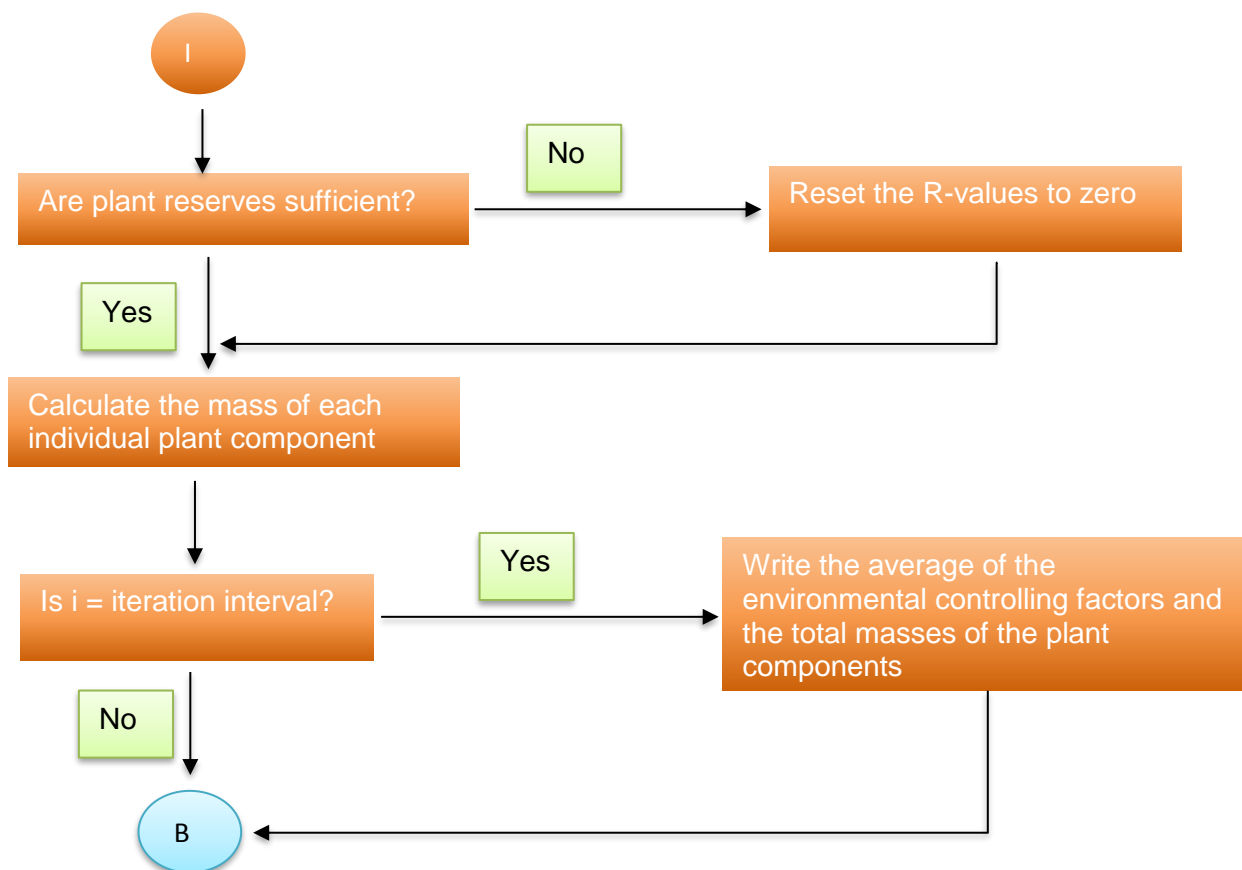 I
No
Are plant reserves sufficient?
Reset the R-values to zero
Yes
Calculate the mass of each
individual plant component
Yes
Is i = iteration interval?
Write the average of the
environmental controlling factors and
the total masses of the plant
components
No
B